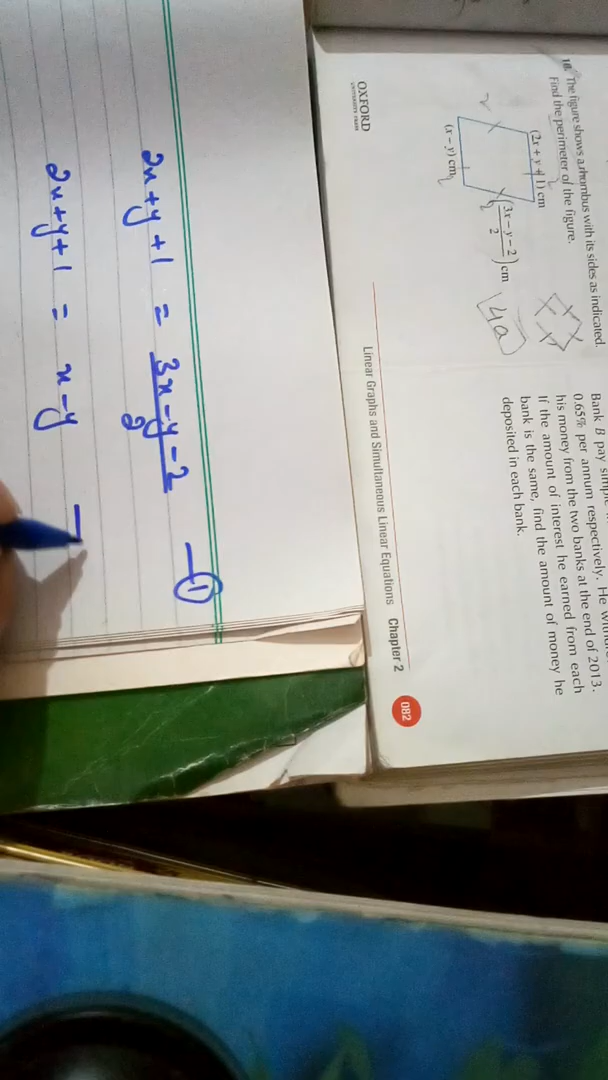 18. The figure shows a rhombus with its sides as indicated.
Find the perimeter of the figure.
(2x + y + 1) cm
(3x − y − 2 / 2) cm
(x − y) cm
4a
OXFORD
UNIVERSITY PRESS
Bank B pay simple
0.65% per annum respectively. He
his money from the two banks at the end of 2013.
If the amount of interest he earned from each
bank is the same, find the amount of money he
deposited in each bank.
Linear Graphs and Simultaneous Linear Equations Chapter 2 082
2x+y+1 = 3x-y-2 / 2 — ①
2x+y+1 = x-y —